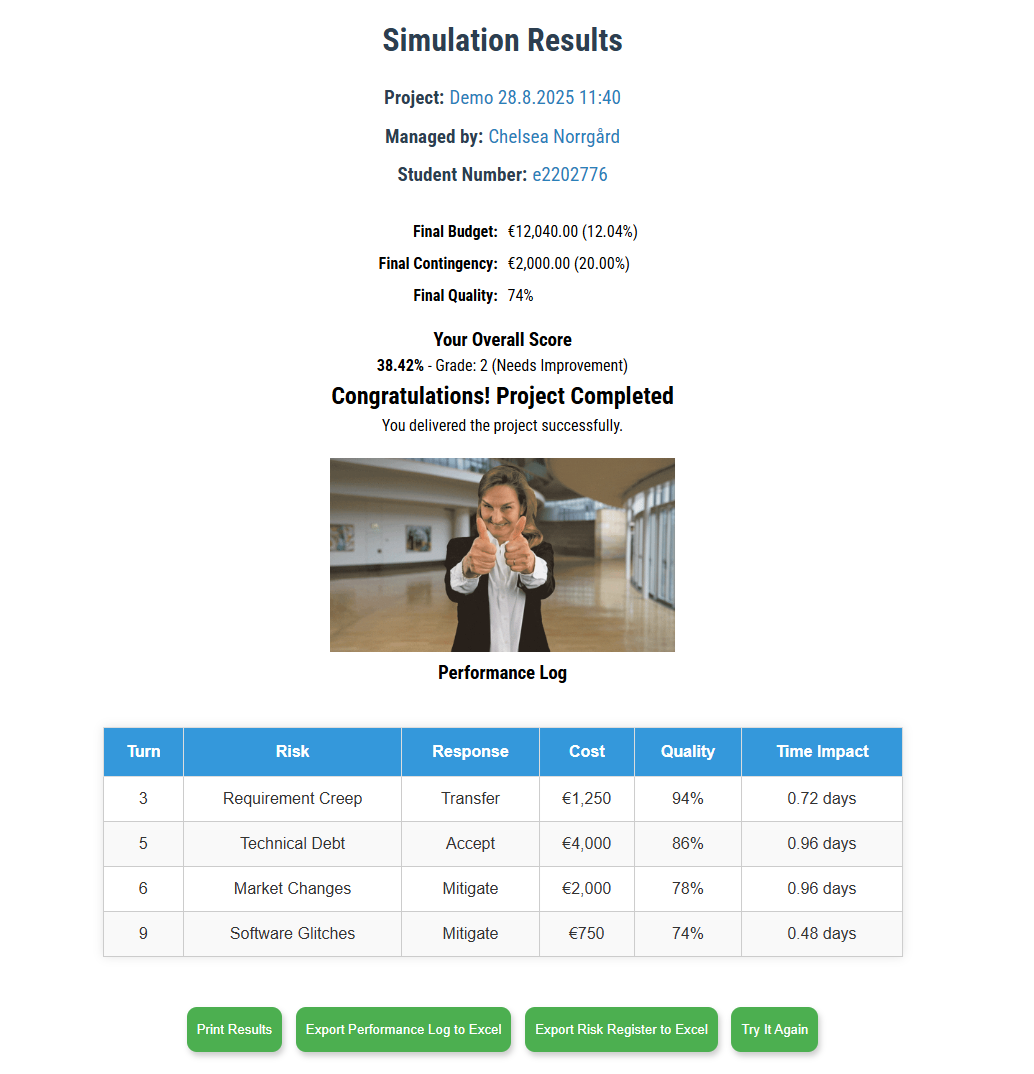 Simulation Results
Project: Demo 28.8.2025 11:40
Managed by: Chelsea Norrgård
Student Number: e2202776
Final Budget: €12,040.00 (12.04%)
Final Contingency: €2,000.00 (20.00%)
Final Quality: 74%
Your Overall Score
38.42% - Grade: 2 (Needs Improvement)
Congratulations! Project Completed
You delivered the project successfully.
Performance Log
Turn Risk Response Cost Quality Time Impact
3 Requirement Creep Transfer €1,250 94% 0.72 days
5 Technical Debt Accept €4,000 86% 0.96 days
6 Market Changes Mitigate €2,000 78% 0.96 days
9 Software Glitches Mitigate €750 74% 0.48 days
Print Results Export Performance Log to Excel Export Risk Register to Excel Try It Again